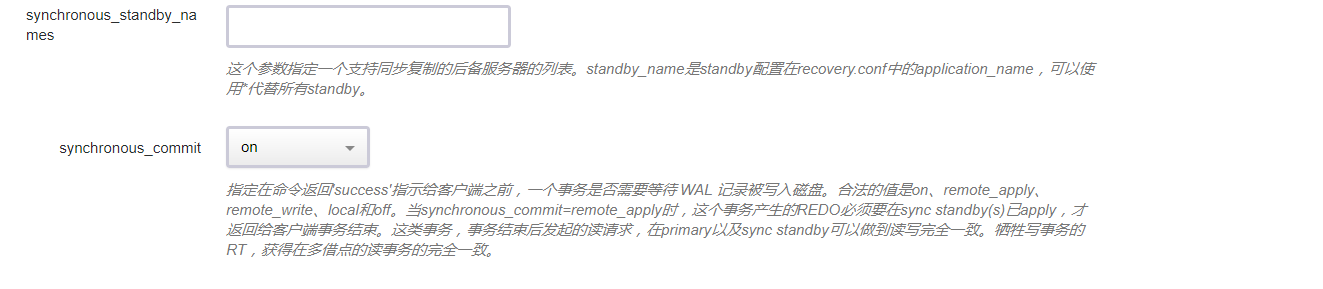 synchronous_standby_na
mes
这个参数指定一个支持同步复制的后备服务器的列表。standby_name是standby配置在recovery.conf中的application_name，可以使
用*代替所有standby。
synchronous_commit
on
指定在命令返回'success'指示给客户端之前，一个事务是否需要等待 WAL 记录被写入磁盘。合法的值是on、remote_apply、
remote_write、local和off。当synchronous_commit=remote_apply时，这个事务产生的REDO必须要在sync standby(s)已apply，才
返回给客户端事务结束。这类事务，事务结束后发起的读请求，在primary以及sync standby可以做到读写完全一致。牺牲写事务的
RT，获得在多借点的读事务的完全一致。